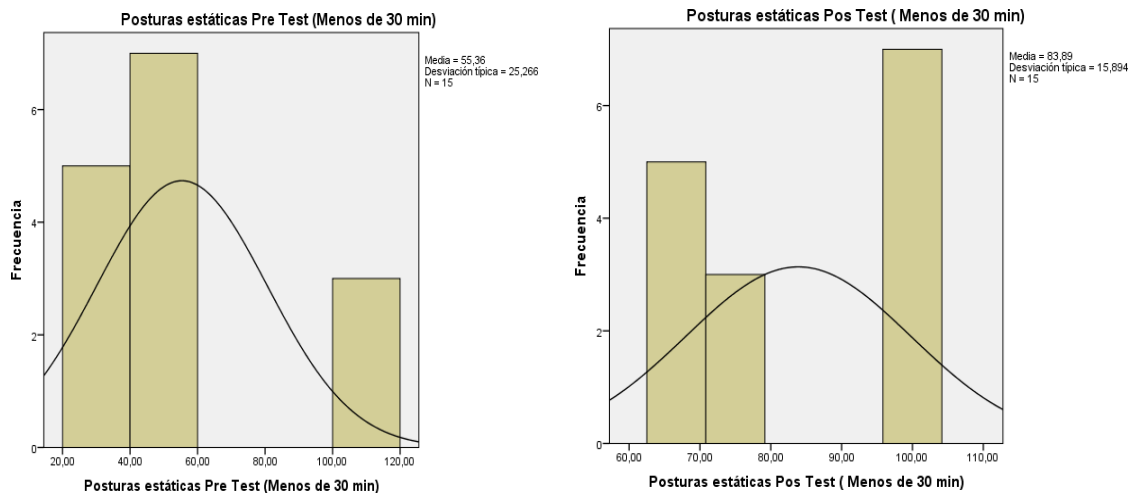 Posturas estáticas Pre Test (Menos de 30 min)
Media = 55,36
Desviación típica = 25,266
N = 15
Frecuencia
6
4
2
0
20,00 40,00 60,00 80,00 100,00 120,00
Posturas estáticas Pre Test (Menos de 30 min)
Posturas estáticas Pos Test ( Menos de 30 min)
Media = 83,89
Desviación típica = 15,894
N = 15
Frecuencia
6
4
2
0
60,00 70,00 80,00 90,00 100,00 110,00
Posturas estáticas Pos Test ( Menos de 30 min)